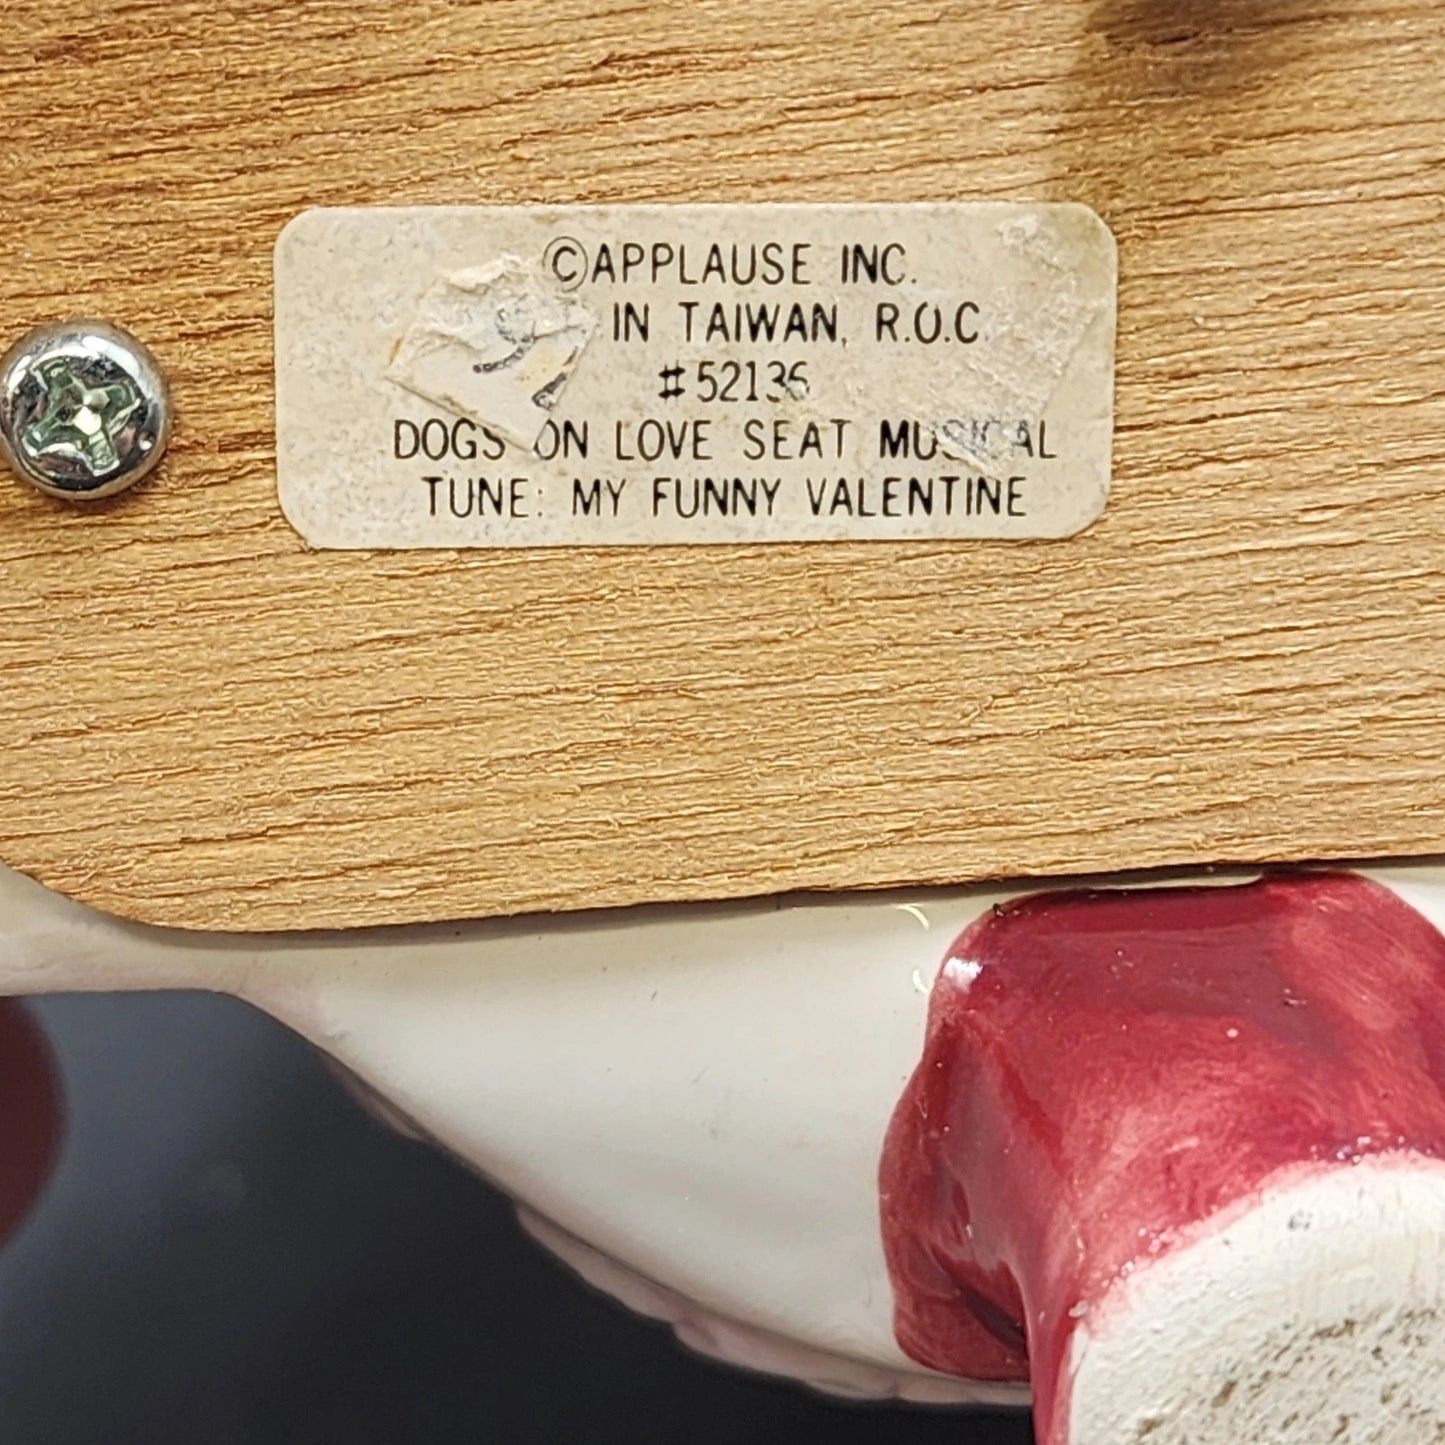 ©APPLAUSE INC.
IN TAIWAN, R.O.C.
#52136
DOGS ON LOVE SEAT MUSICAL
TUNE: MY FUNNY VALENTINE